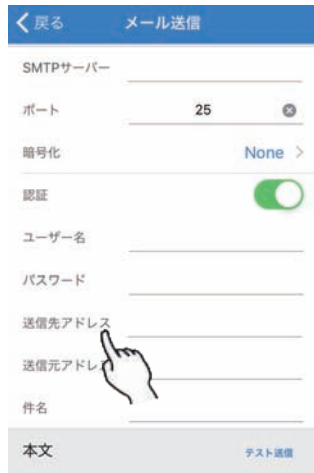 戻る メール送信
SMTPサーバー
ポート 25
暗号化 None
認証
ユーザー名
パスワード
送信先アドレス
送信元アドレス
件名
本文 テスト送信